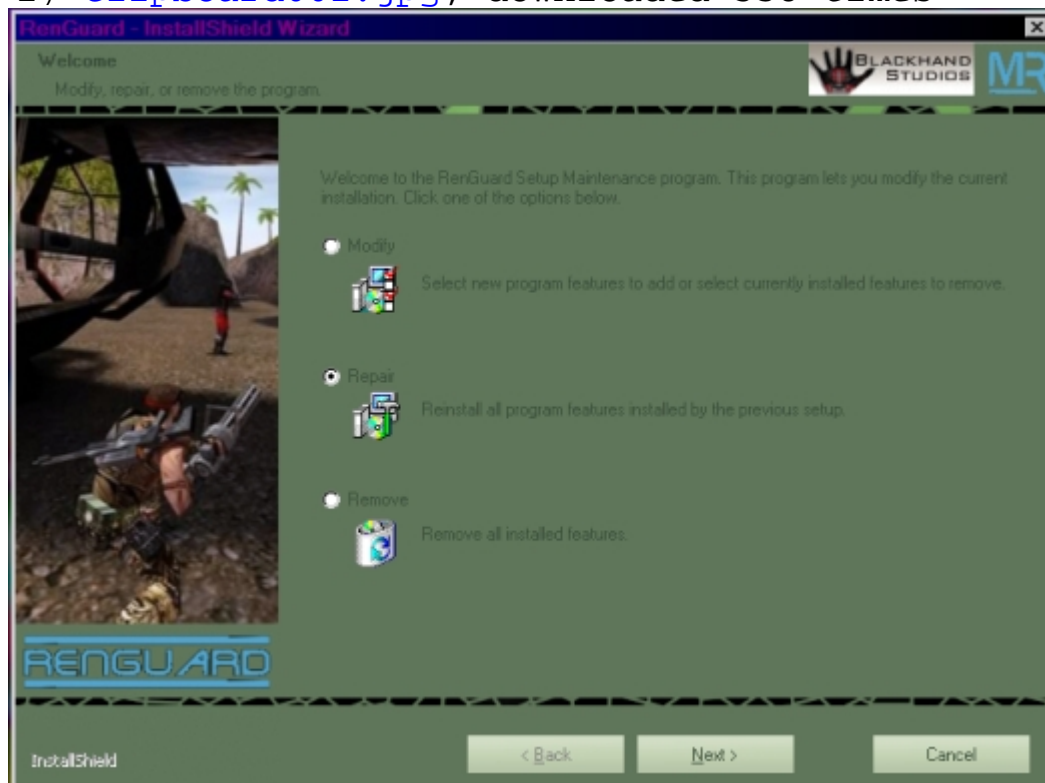 RenGuard - InstallShield Wizard
Welcome
Modify, repair, or remove the program.
BLACKHAND
STUDIOS
MR
Welcome to the RenGuard Setup Maintenance program. This program lets you modify the current
installation. Click one of the options below.
Modify
Select new program features to add or select currently installed features to remove.
Repair
Reinstall all program features installed by the previous setup.
Remove
Remove all installed features.
RENGUARD
InstallShield
< Back
Next >
Cancel